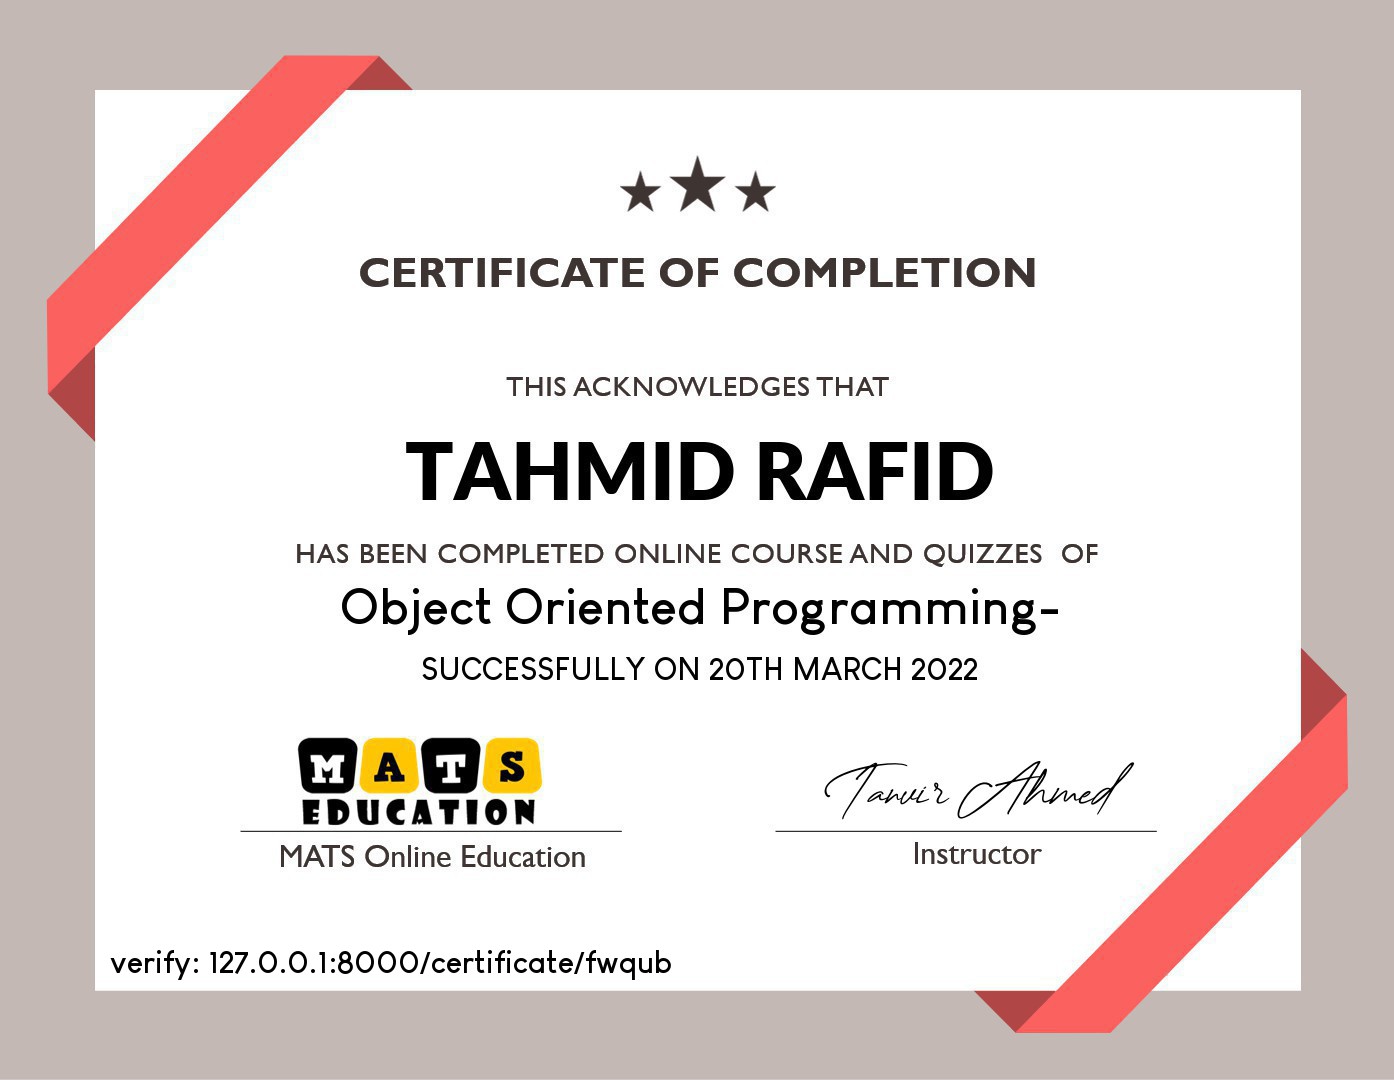 CERTIFICATE OF COMPLETION
THIS ACKNOWLEDGES THAT
TAHMID RAFID
HAS BEEN COMPLETED ONLINE COURSE AND QUIZZES OF
Object Oriented Programming-
SUCCESSFULLY ON 20TH MARCH 2022
MATS
EDUCATION
MATS Online Education
Tanvir Ahmed
Instructor
verify: 127.0.0.1:8000/certificate/fwqub